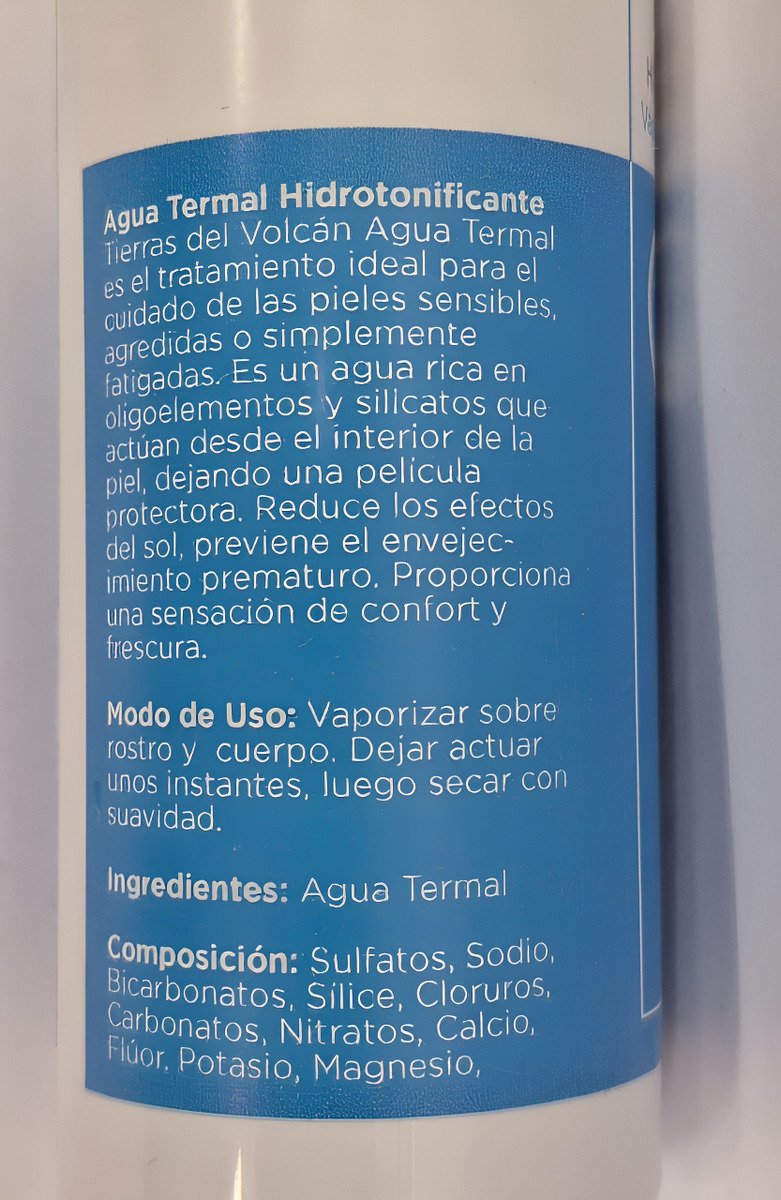 Agua Termal Hidrotonificante
Tierras del Volcán Agua Termal
es el tratamiento ideal para el
cuidado de las pieles sensibles,
agredidas o simplemente
fatigadas. Es un agua rica en
oligoelementos y silicatos que
actúan desde el interior de la
piel, dejando una película
protectora. Reduce los efectos
del sol, previene el envejec-
imiento prematuro. Proporciona
una sensación de confort y
frescura.
Modo de Uso: Vaporizar sobre
rostro y cuerpo. Dejar actuar
unos instantes, luego secar con
suavidad.
Ingredientes: Agua Termal
Composición: Sulfatos, Sodio,
Bicarbonatos, Sílice, Cloruros,
Carbonatos, Nitratos, Calcio,
Flúor, Potasio, Magnesio,